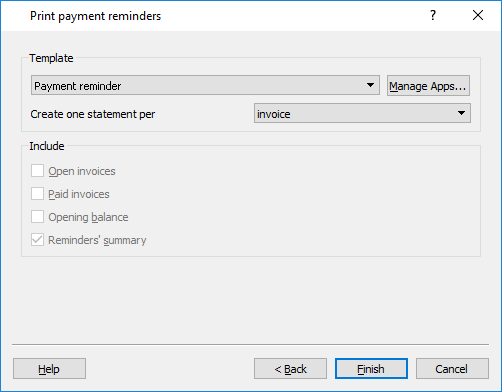 Print payment reminders
?
Template
Payment reminder
Manage Apps...
Create one statement per
invoice
Include
Open invoices
Paid invoices
Opening balance
Reminders' summary
Help
< Back
Finish
Cancel